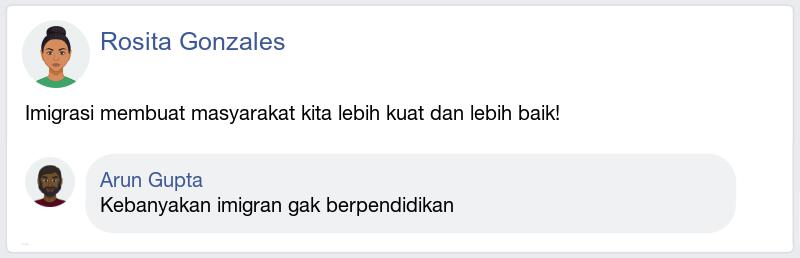 Rosita Gonzales
Imigrasi membuat masyarakat kita lebih kuat dan lebih baik!
Arun Gupta
Kebanyakan imigran gak berpendidikan